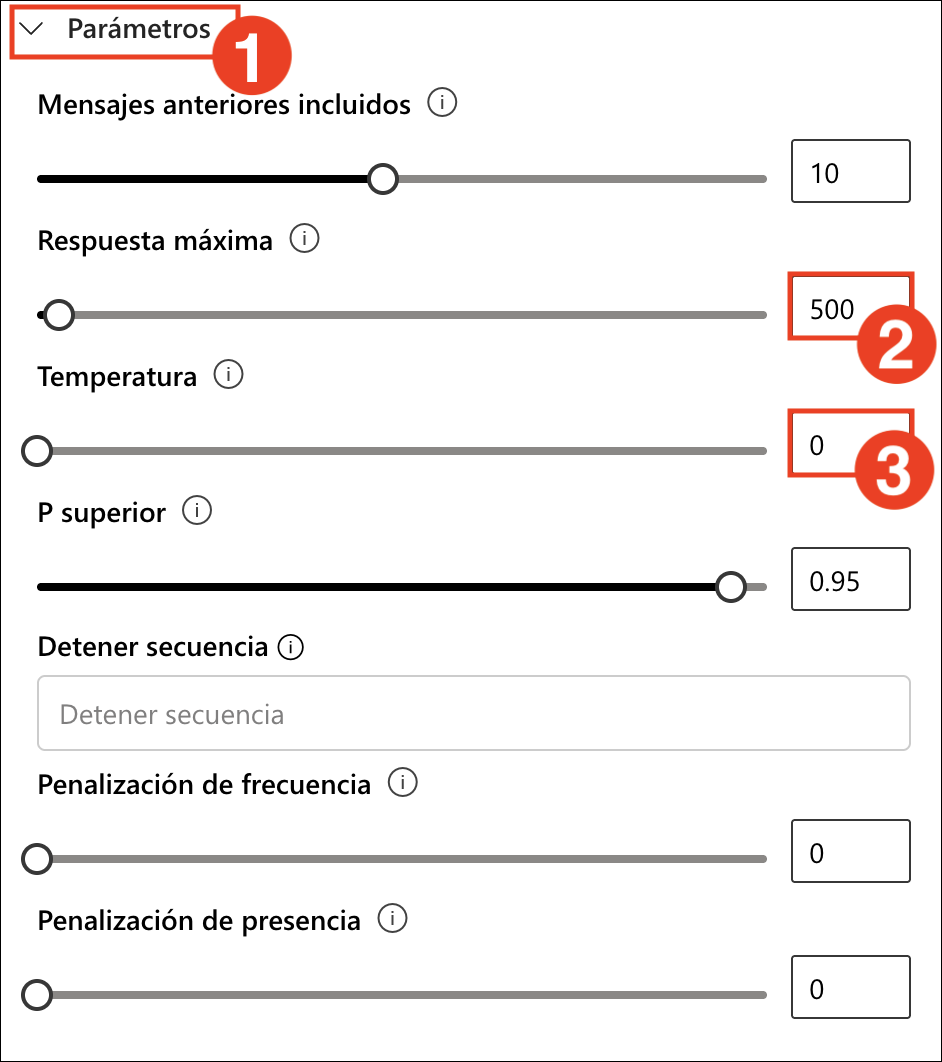 Parámetros
1
Mensajes anteriores incluidos
10
Respuesta máxima
500
2
Temperatura
0
3
P superior
0.95
Detener secuencia
Detener secuencia
Penalización de frecuencia
0
Penalización de presencia
0